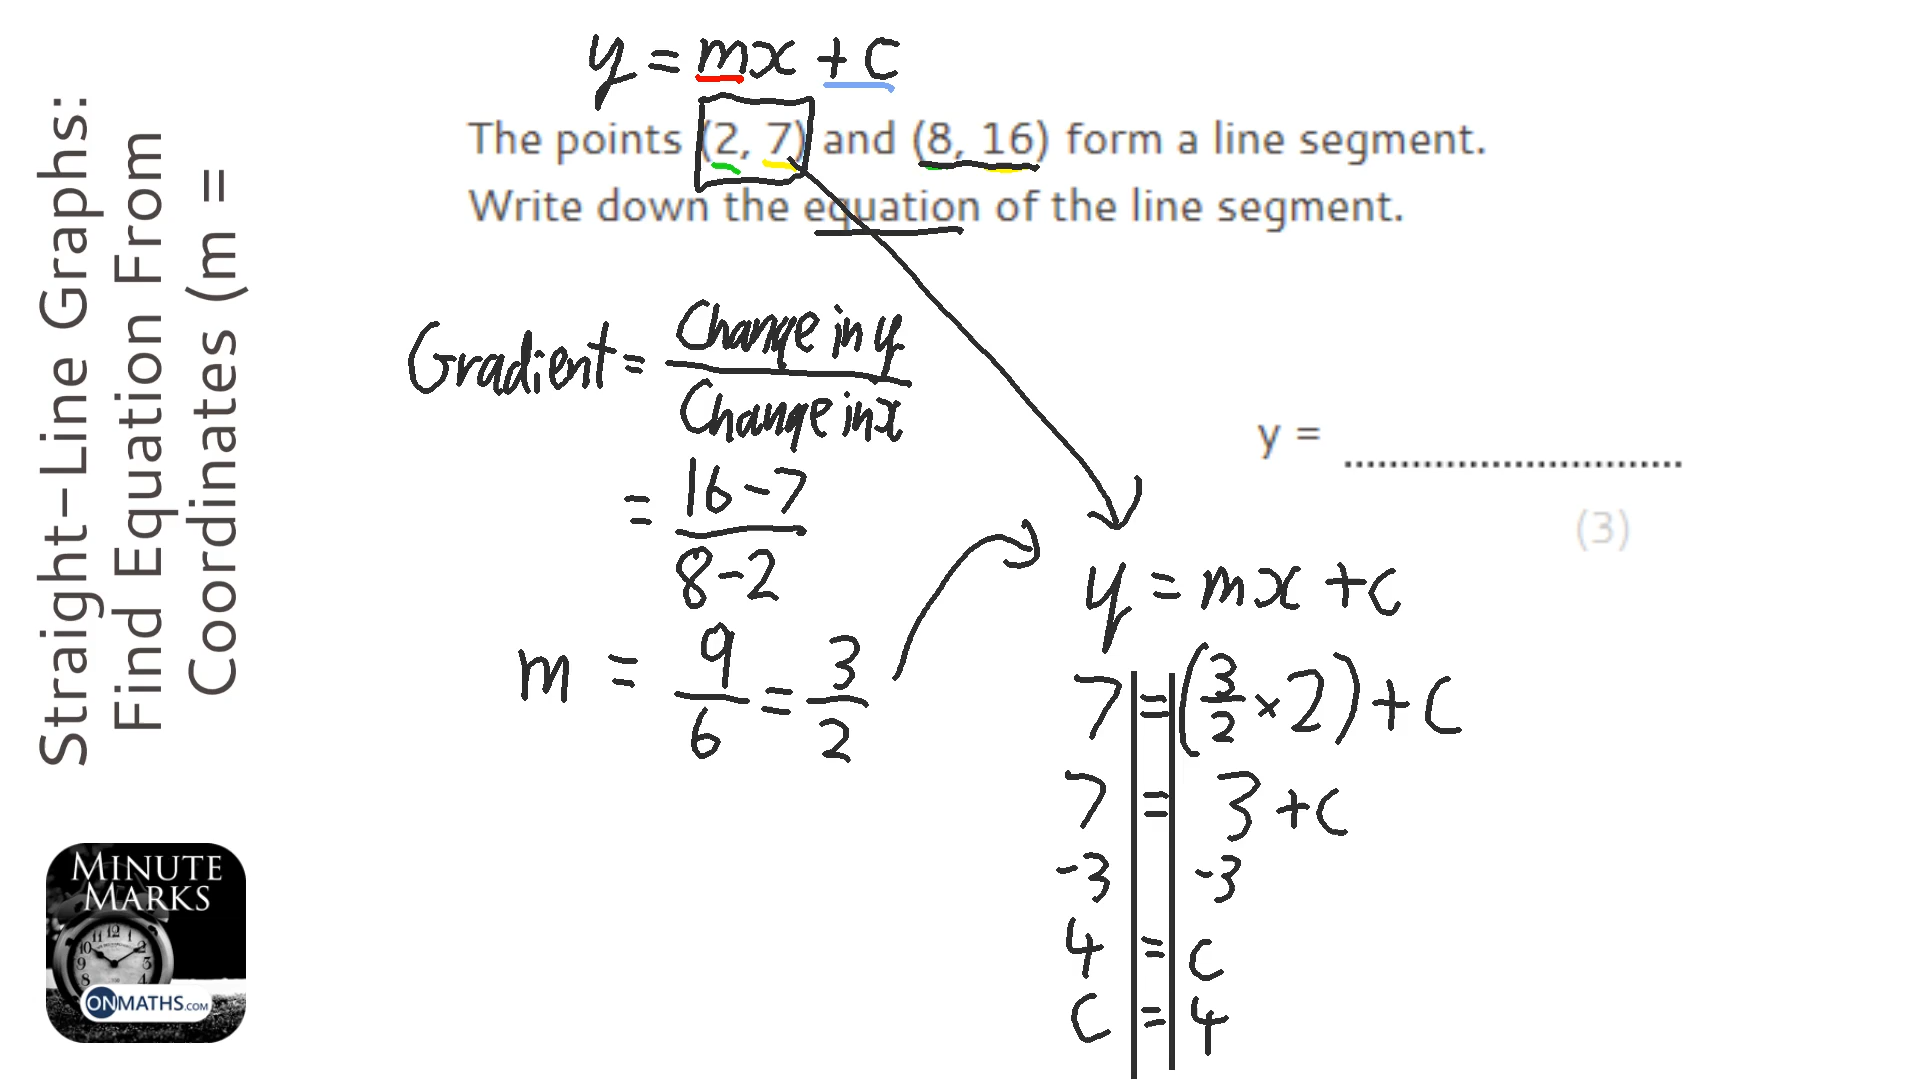 Straight-Line Graphs:
Find Equation From
Coordinates (m =
y = mx + c
The points (2, 7) and (8, 16) form a line segment.
Write down the equation of the line segment.
Gradient = Change in y
Change in x
= 16 - 7
8 - 2
m = 9 = 3
6 2
y =
(3)
y = mx + c
7 = (3/2 × 2) + c
7 = 3 + c
-3 -3
4 = c
c = 4
MINUTE
MARKS
ONMATHS.COM